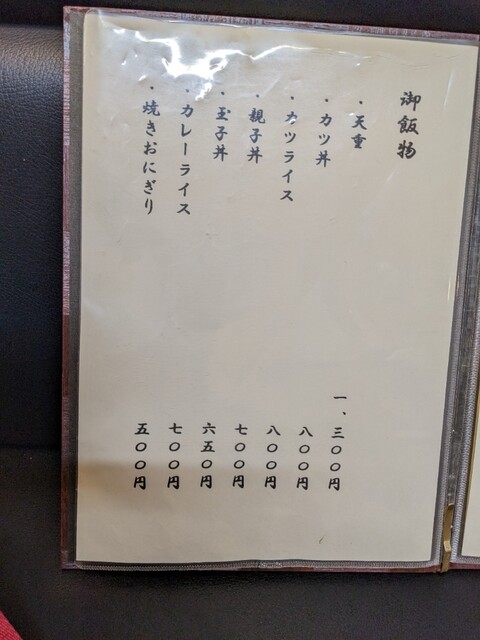 御飯物
・天重 一、三〇〇円
・カツ丼 八〇〇円
・カツライス 八〇〇円
・親子丼 七〇〇円
・玉子丼 六五〇円
・カレーライス 七〇〇円
・焼きおにぎり 五〇〇円